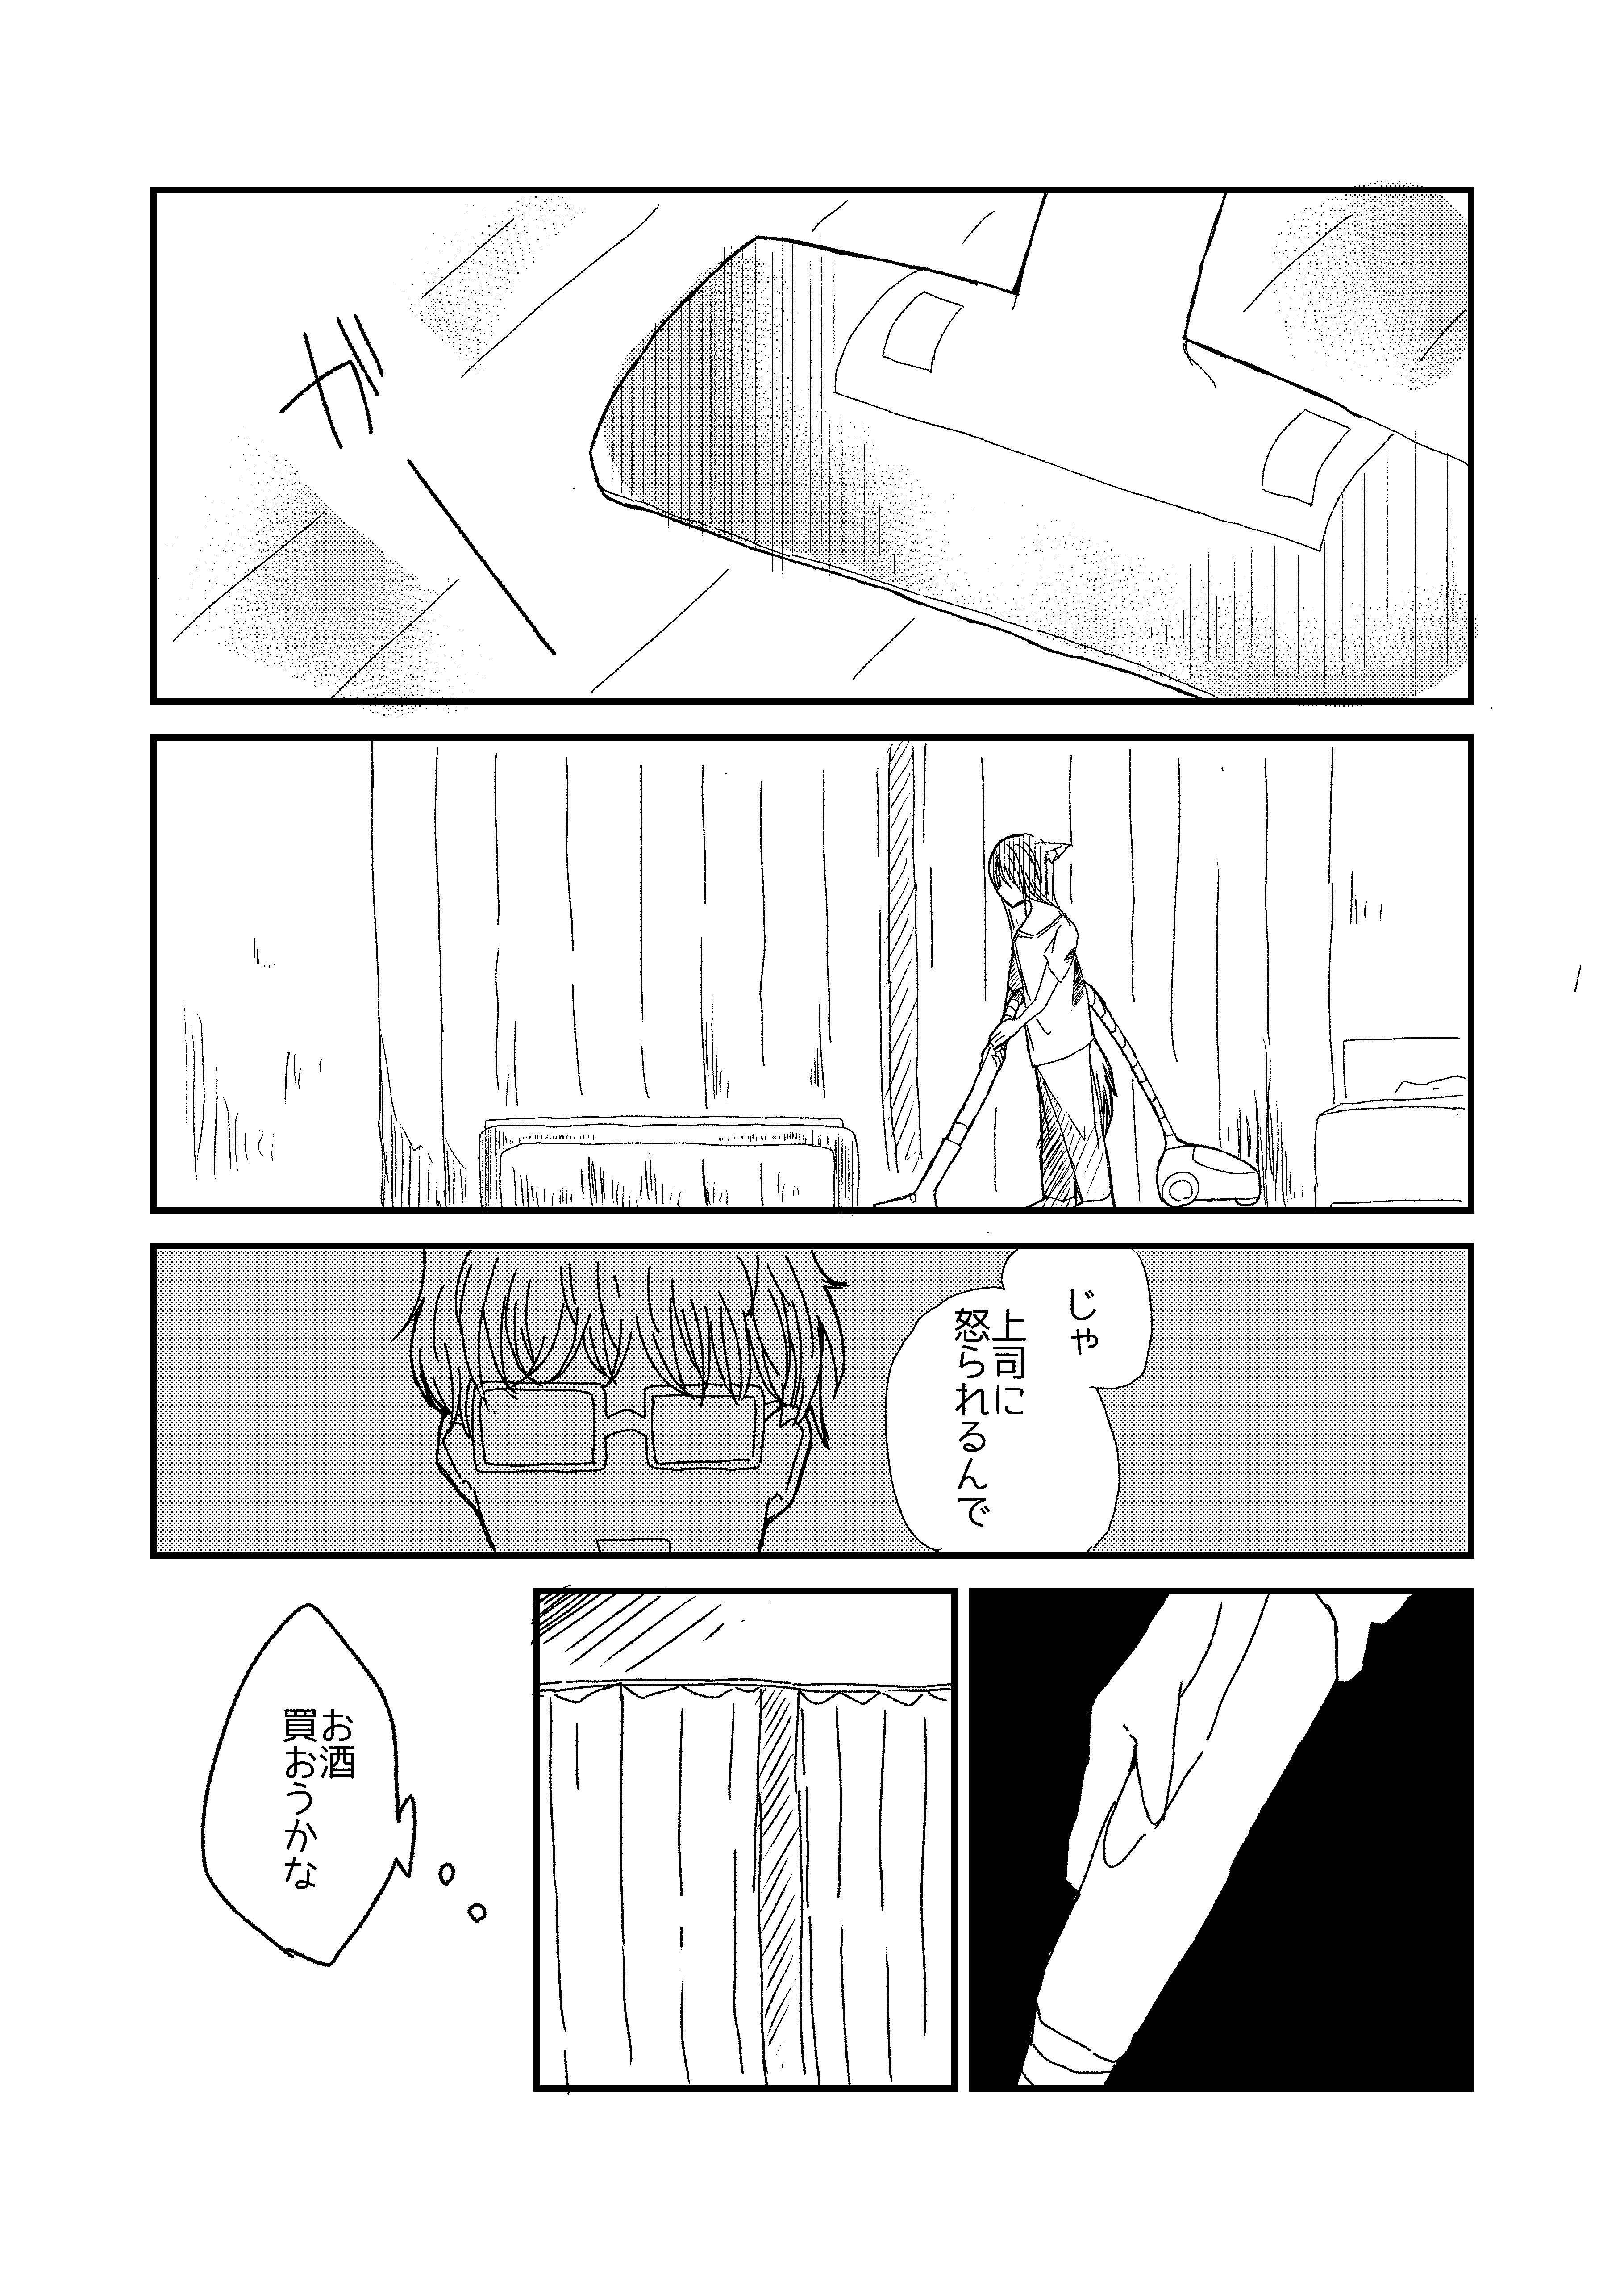 ガー
じゃ
上司に
怒られるんで
お酒
買おうかな